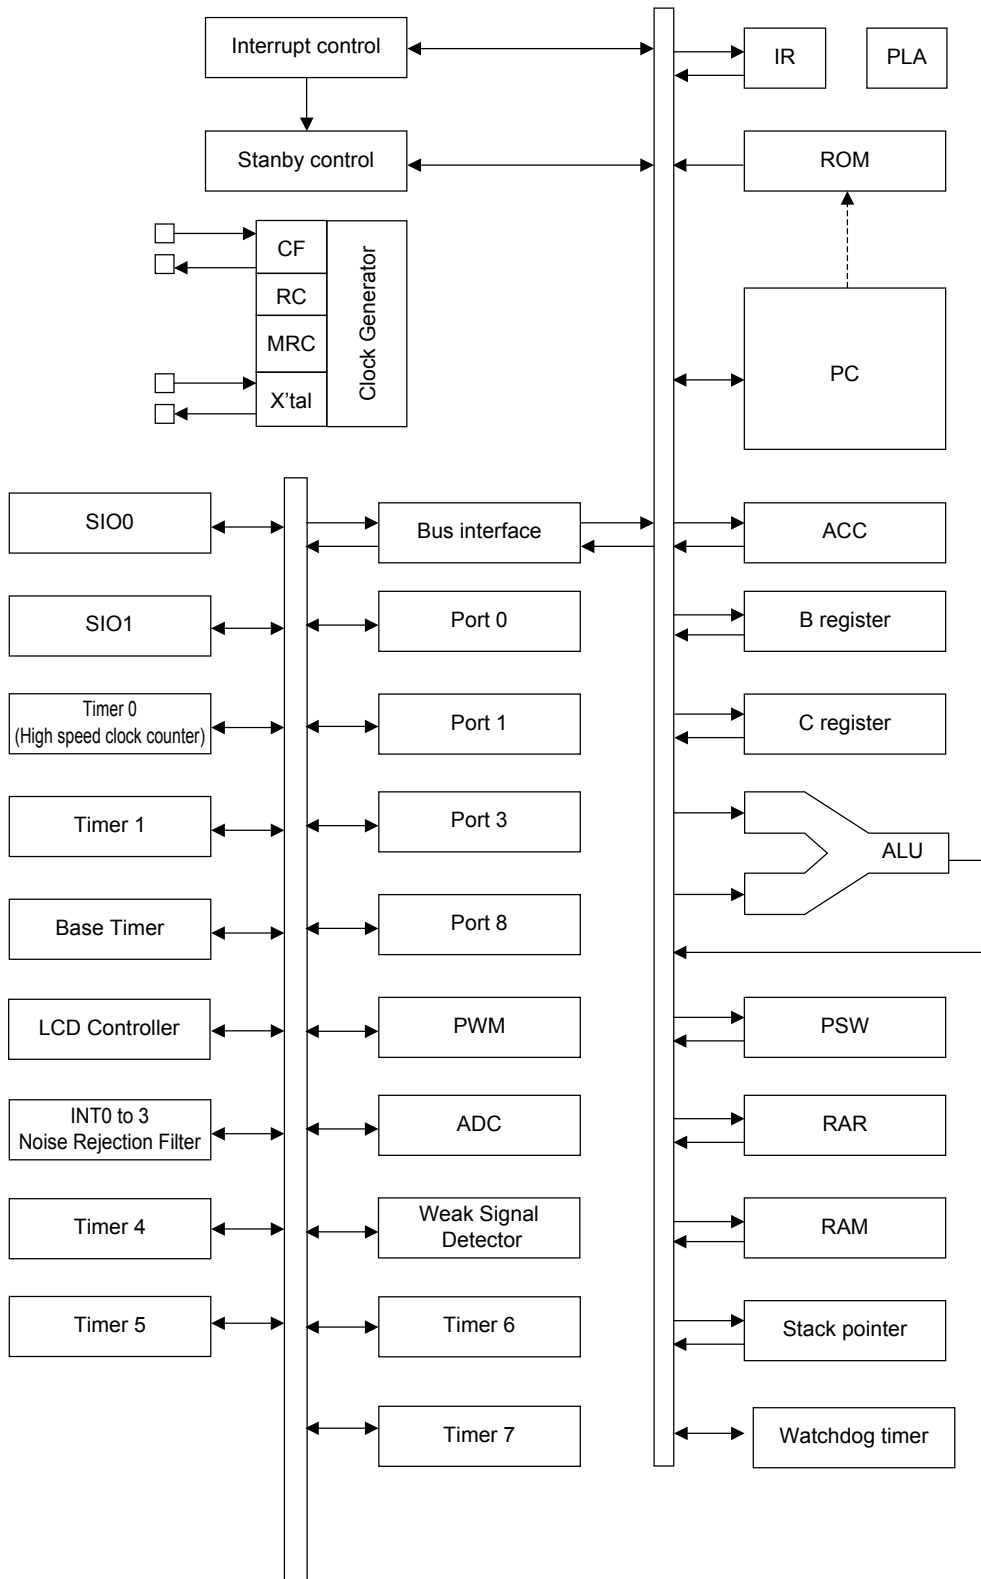 Interrupt control
IR
PLA
Stanby control
ROM
CF
RC
MRC
X'tal
Clock Generator
PC
SIO0
Bus interface
ACC
SIO1
Port 0
B register
Timer 0
(High speed clock counter)
Port 1
C register
Timer 1
Port 3
ALU
Base Timer
Port 8
LCD Controller
PWM
PSW
INT0 to 3
Noise Rejection Filter
ADC
RAR
Timer 4
Weak Signal
Detector
RAM
Timer 5
Timer 6
Stack pointer
Timer 7
Watchdog timer